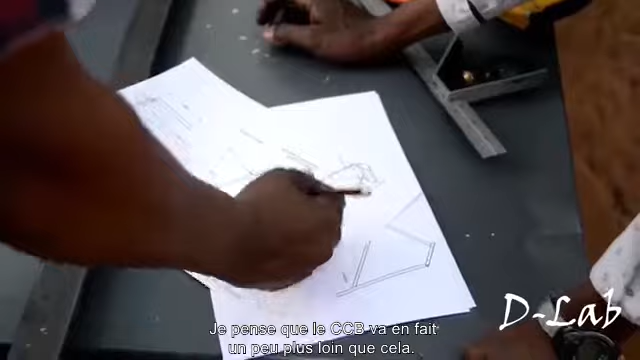 D-Lab
Je pense que le CCB va en fait
un peu plus loin que cela.